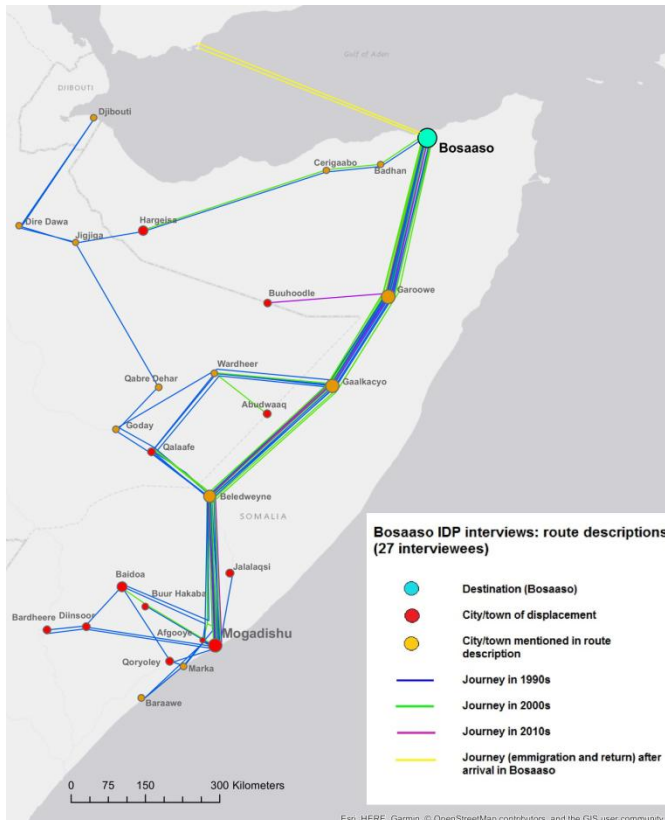 Gulf of Aden
DJIBOUTI
Djibouti
Bosaaso
Cerigaabo
Badhan
Hargeisa
Dire Dawa
Jigjiga
Buuhoodle
Garoowe
Wardheer
Qabre Dehar
Gaalkacyo
Abudwaaq
Goday
Qalaafe
Beledweyne
SOMALIA
Jalalaqsi
Baidoa
Buur Hakaba
Bardheere
Diinsoor
Afgooye
Mogadishu
Qoryoley
Marka
Baraawe
0 75 150 300 Kilometers
Bosaaso IDP interviews: route descriptions
(27 interviewees)
Destination (Bosaaso)
City/town of displacement
City/town mentioned in route
description
Journey in 1990s
Journey in 2000s
Journey in 2010s
Journey (emmigration and return) after
arrival in Bosaaso
Esri, HERE, Garmin, © OpenStreetMap contributors, and the GIS user community